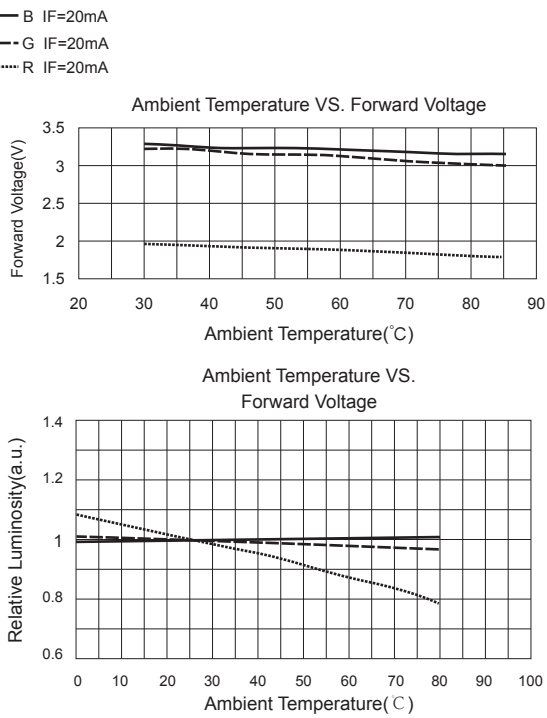 B IF=20mA
G IF=20mA
R IF=20mA
Ambient Temperature VS. Forward Voltage
Forward Voltage(V)
3.5
3
2.5
2
1.5
20 30 40 50 60 70 80 90
Ambient Temperature(°C)
Ambient Temperature VS.
Forward Voltage
Relative Luminosity(a.u.)
1.4
1.2
1
0.8
0.6
0 10 20 30 40 50 60 70 80 90 100
Ambient Temperature(℃)